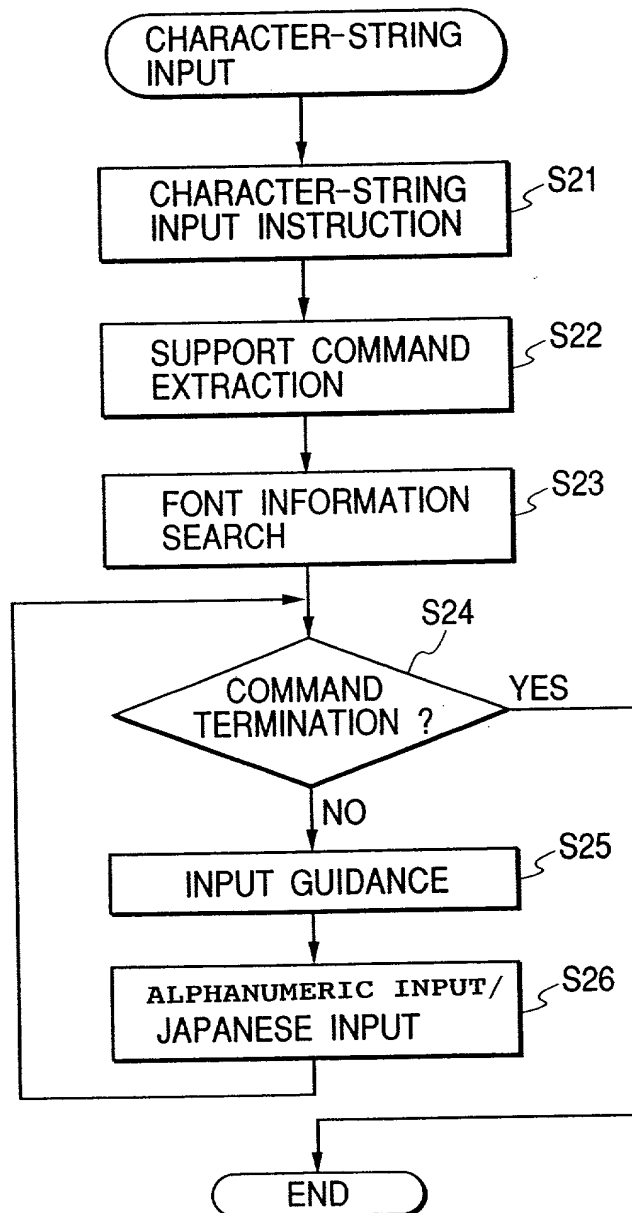 CHARACTER-STRING
INPUT
CHARACTER-STRING
INPUT INSTRUCTION
S21
SUPPORT COMMAND
EXTRACTION
S22
FONT INFORMATION
SEARCH
S23
S24
COMMAND
TERMINATION ?
YES
NO
INPUT GUIDANCE
S25
ALPHANUMERIC INPUT/
JAPANESE INPUT
S26
END